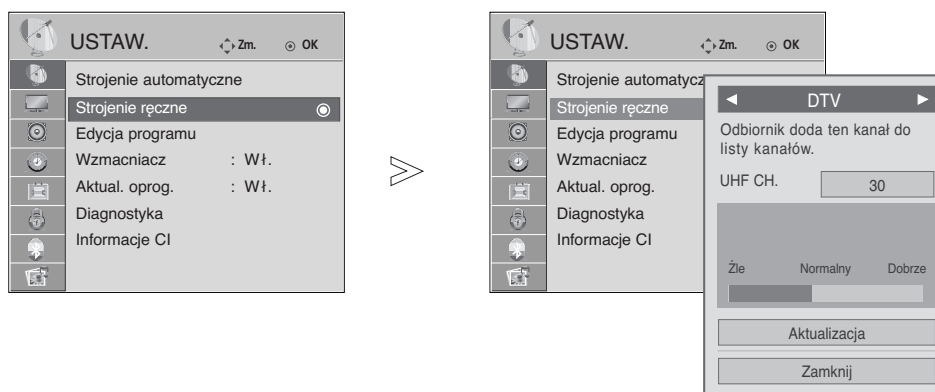 USTAW. Zm. OK
Strojenie automatyczne
Strojenie ręczne
Edycja programu
Wzmacniacz : Wł.
Aktual. oprog. : Wł.
Diagnostyka
Informacje CI
USTAW. Zm. OK
Strojenie automatycz
Strojenie ręczne
Edycja programu
Wzmacniacz
Aktual. oprog.
Diagnostyka
Informacje CI
DTV
Odbiornik doda ten kanał do
listy kanałów.
UHF CH. 30
Źle Normalny Dobrze
Aktualizacja
Zamknij